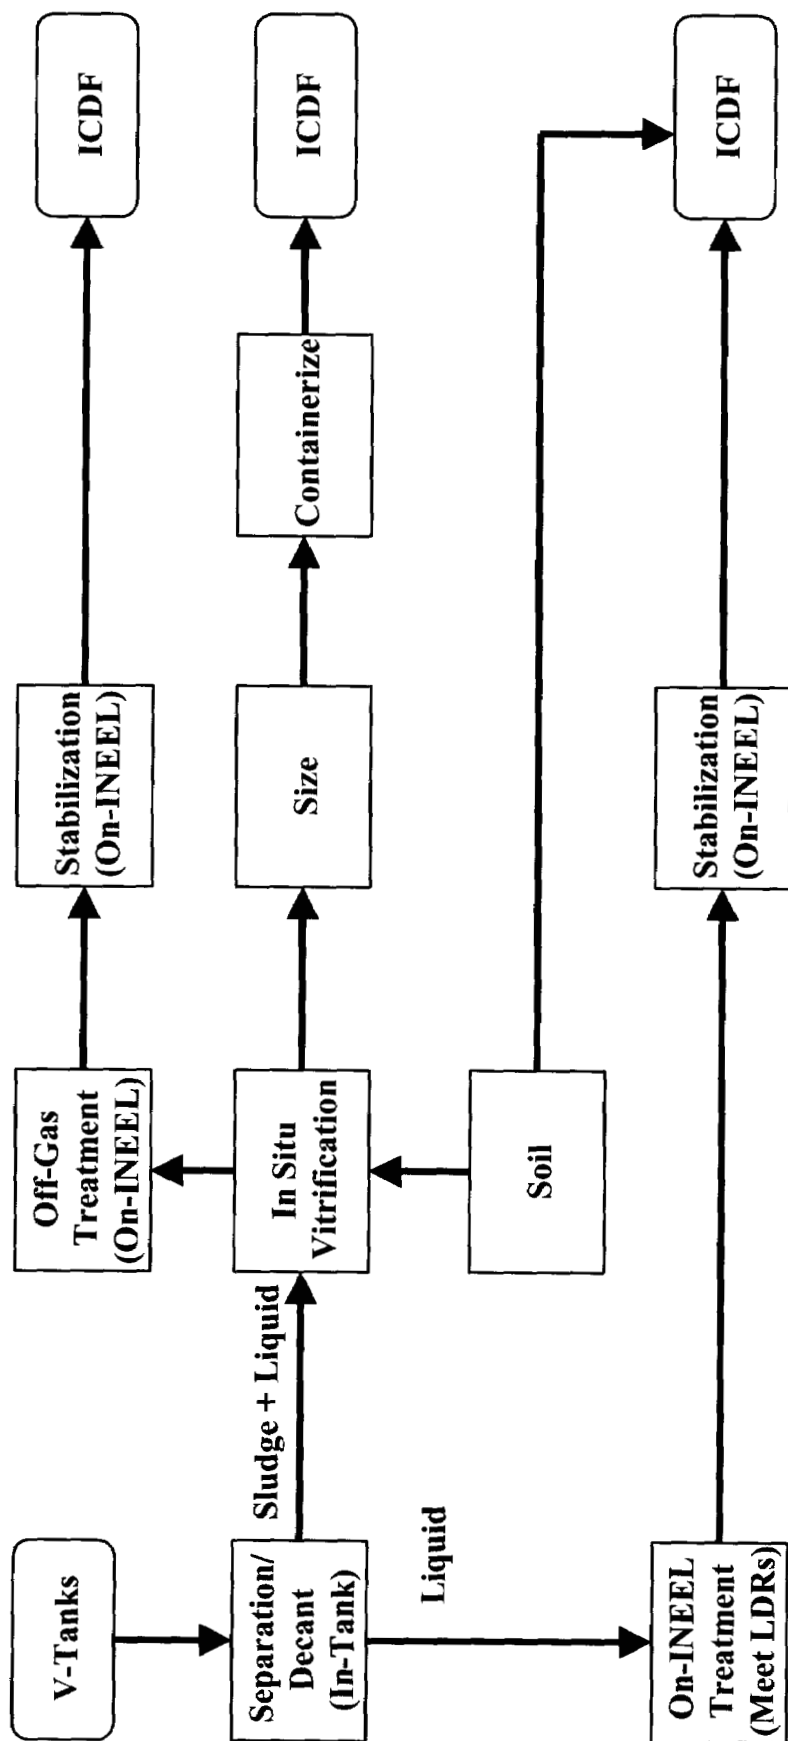 V-Tanks
Separation/
Decant
(In-Tank)
Sludge + Liquid
Liquid
On-INEEL
Treatment
(Meet LDRs)
Off-Gas
Treatment
(On-INEEL)
In Situ
Vitrification
Soil
Stabilization
(On-INEEL)
Size
Stabilization
(On-INEEL)
Containerize
ICDF
ICDF
ICDF